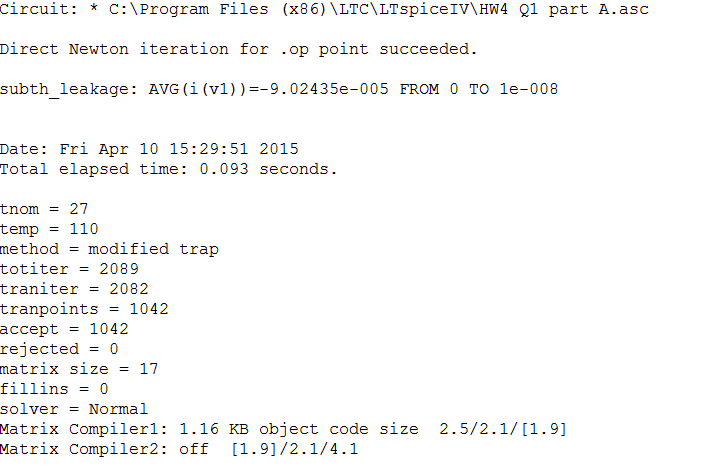 Circuit: * C:\Program Files (x86)\LTC\LTspiceIV\HW4 Q1 part A.asc
Direct Newton iteration for .op point succeeded.
subth_leakage: AVG(i(v1))=-9.02435e-005 FROM 0 TO 1e-008
Date: Fri Apr 10 15:29:51 2015
Total elapsed time: 0.093 seconds.
tnom = 27
temp = 110
method = modified trap
totiter = 2089
traniter = 2082
tranpoints = 1042
accept = 1042
rejected = 0
matrix size = 17
fillins = 0
solver = Normal
Matrix Compiler1: 1.16 KB object code size  2.5/2.1/[1.9]
Matrix Compiler2: off  [1.9]/2.1/4.1